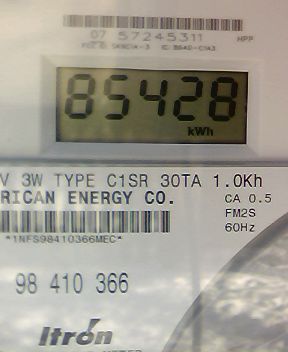 07 57245311 HPP
85428
kWh
V 3W TYPE C1SR 30TA 1.0Kh
RICAN ENERGY CO. CA 0.5
FM2S
*1NFS98410366MEC* 60Hz
98 410 366
Itron